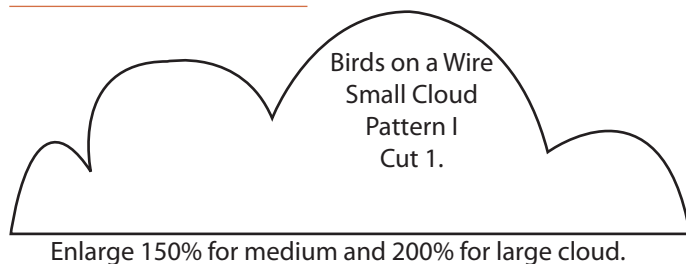 Birds on a Wire
Small Cloud
Pattern I
Cut 1.
Enlarge 150% for medium and 200% for large cloud.